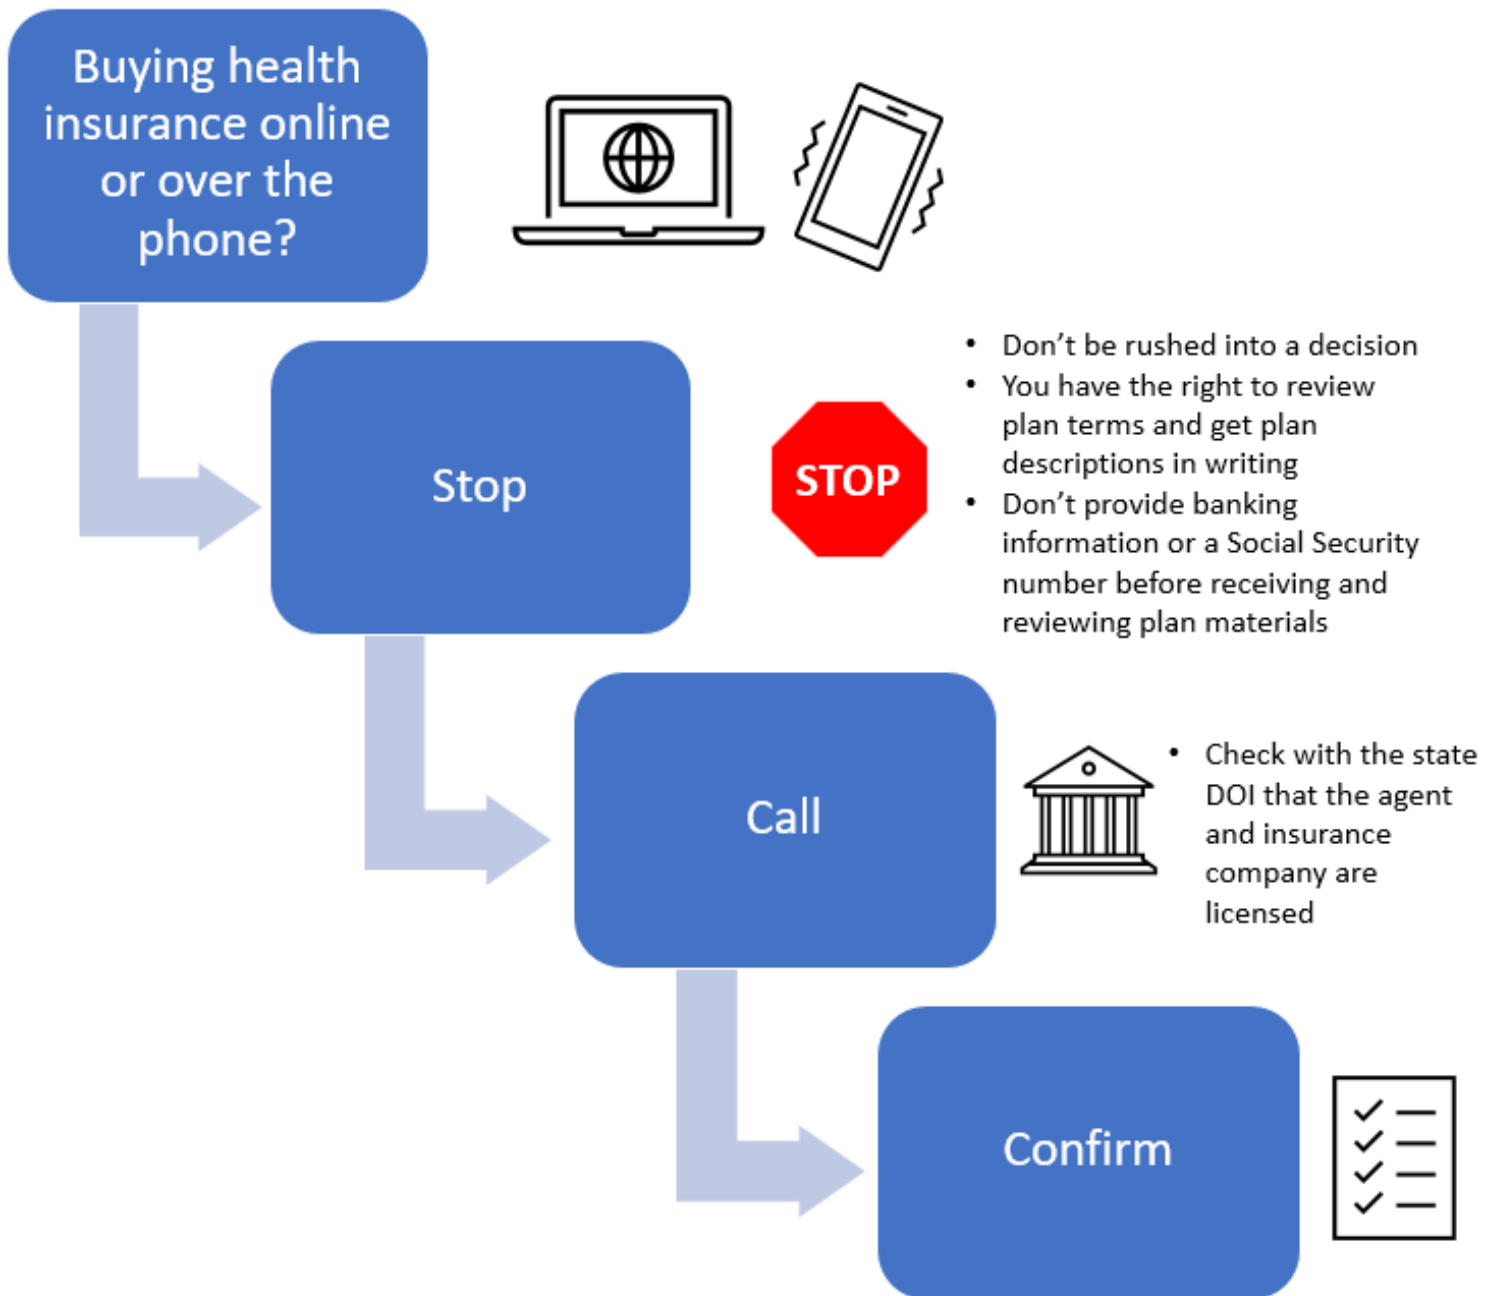 Buying health
insurance online
or over the
phone?
Stop
STOP
• Don’t be rushed into a decision
• You have the right to review
plan terms and get plan
descriptions in writing
• Don’t provide banking
information or a Social Security
number before receiving and
reviewing plan materials
Call
• Check with the state
DOI that the agent
and insurance
company are
licensed
Confirm